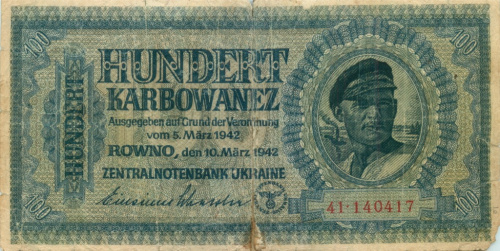 100
100
HUNDERT
KARBOWANEZ
Ausgegeben auf Grund der Verordnung
vom 5. März 1942
ROWNO, den 10. März 1942
ZENTRALNOTENBANK UKRAINE
HUNDERT
41·140417
100
100